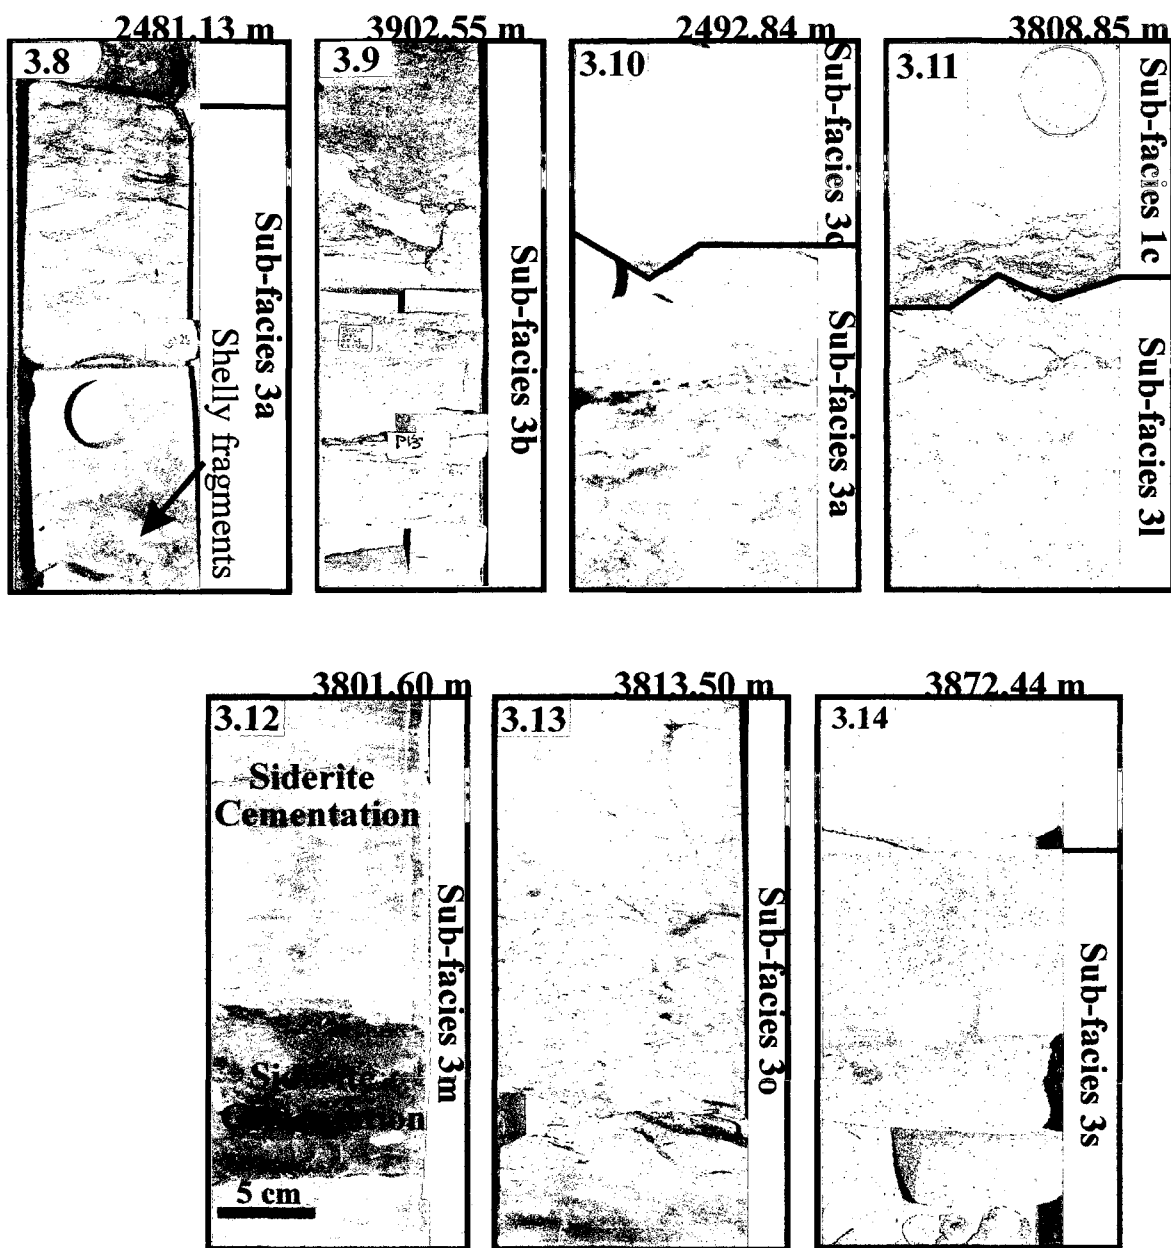 2481.13 m
3.8
Sub-facies 3a
Shelly fragments
3902.55 m
3.9
Sub-facies 3b
2492.84 m
3.10
Sub-facies 3c
Sub-facies 3a
3808.85 m
3.11
Sub-facies 1c
Sub-facies 3l
3801.60 m
3.12
Siderite
Cementation
Siderite
Cementation
5 cm
Sub-facies 3m
3813.50 m
3.13
Sub-facies 3o
3872.44 m
3.14
Sub-facies 3s